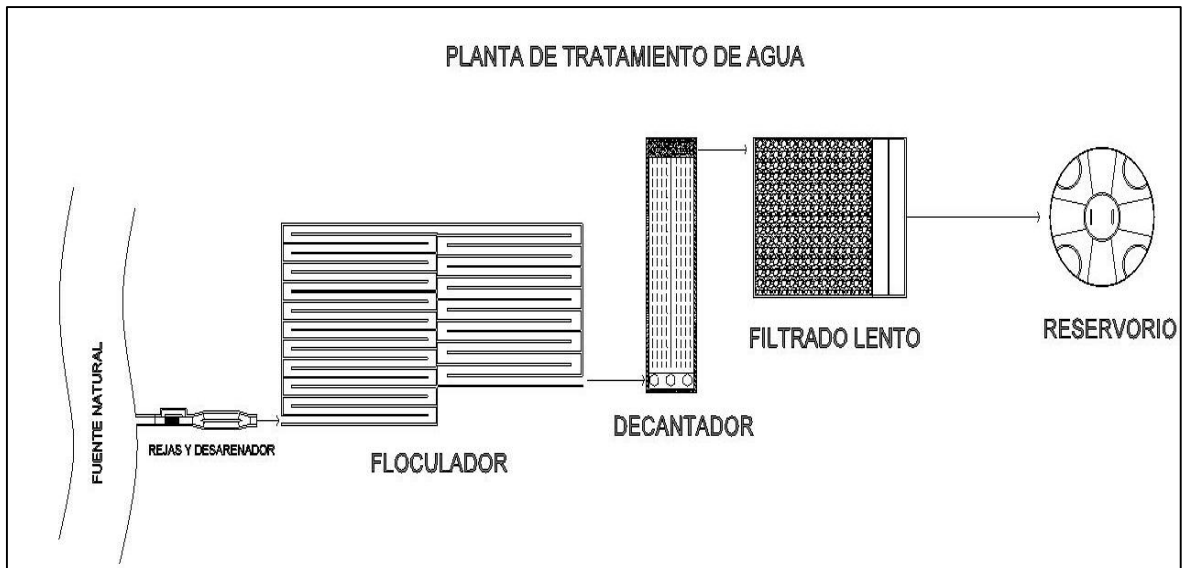 PLANTA DE TRATAMIENTO DE AGUA
FUENTE NATURAL
REJAS Y DESARENADOR
FLOCULADOR
DECANTADOR
FILTRADO LENTO
RESERVORIO